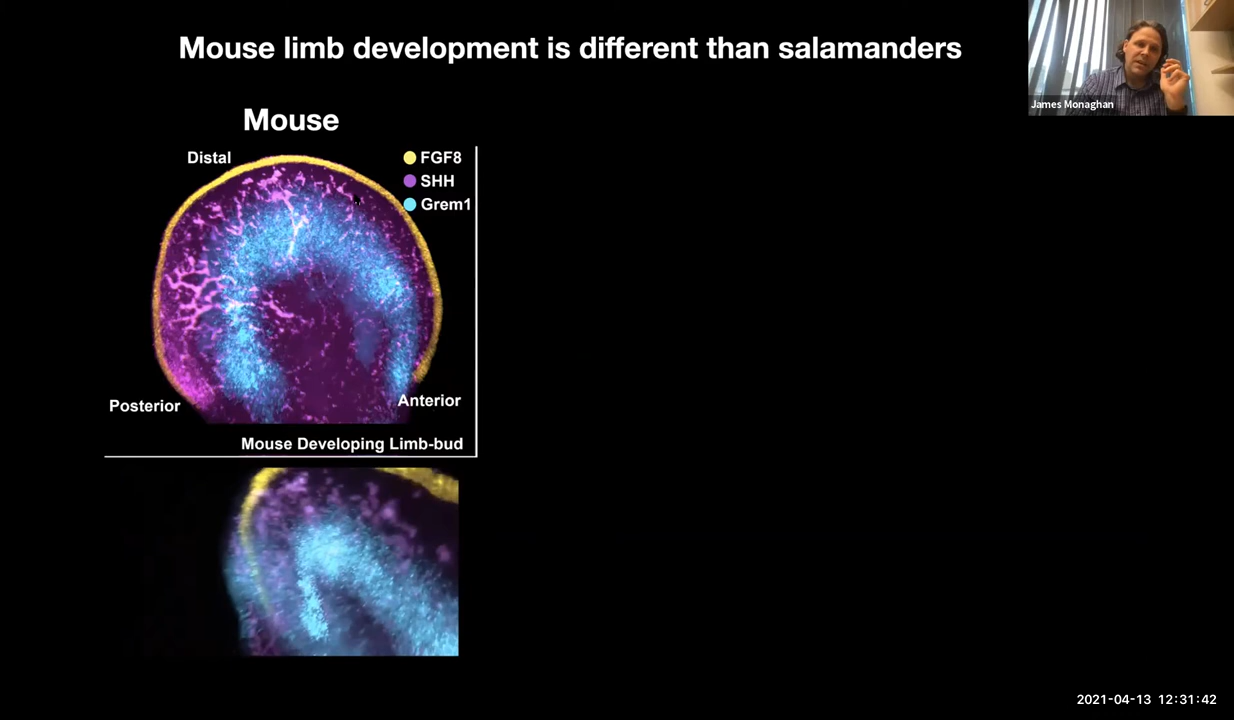 Mouse limb development is different than salamanders
James Monaghan
Mouse
Distal
FGF8
SHH
Grem1
Posterior
Anterior
Mouse Developing Limb-bud
2021-04-13 12:31:42